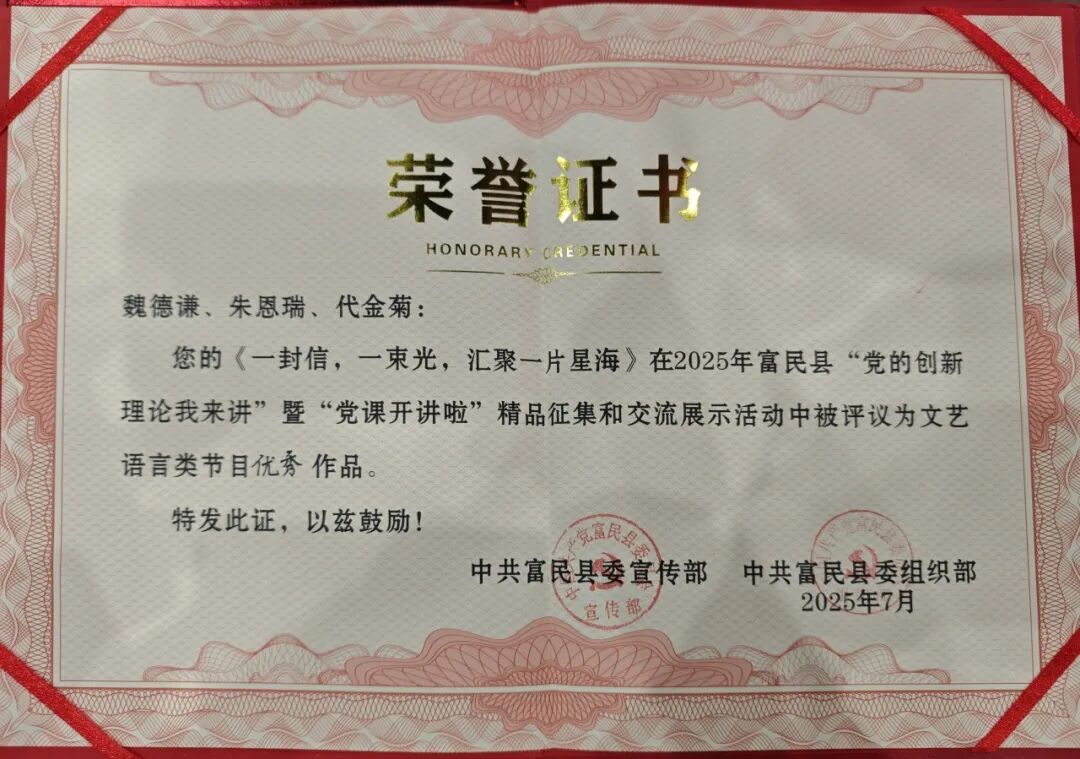 荣誉证书
HONORARY CREDENTIAL
魏德谦、朱恩瑞、代金菊：
您的《一封信，一束光，汇聚一片星海》在2025年富民县“党的创新
理论我来讲”暨“党课开讲啦”精品征集和交流展示活动中被评议为文艺
语言类节目优秀 作品。
特发此证，以兹鼓励！
中共富民县委宣传部 中共富民县委组织部
2025年7月
宣传部